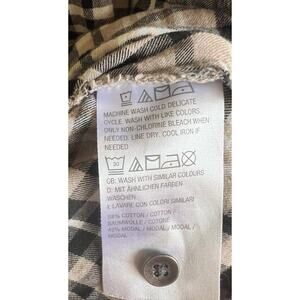 MACHINE WASH COLD DELICATE
CYCLE. WASH WITH LIKE COLORS.
ONLY NON-CHLORINE BLEACH WHEN
NEEDED. LINE DRY. COOL IRON IF
NEEDED
30
GB: WASH WITH SIMILAR COLOURS
D: MIT ÄHNLICHEN FARBEN
WASCHEN
I: LAVARE CON COLORI SIMILARI
COTTON / COTTON /
BAUMWOLLE / COTONE
MODAL / MODAL / MODAL /
MODAL